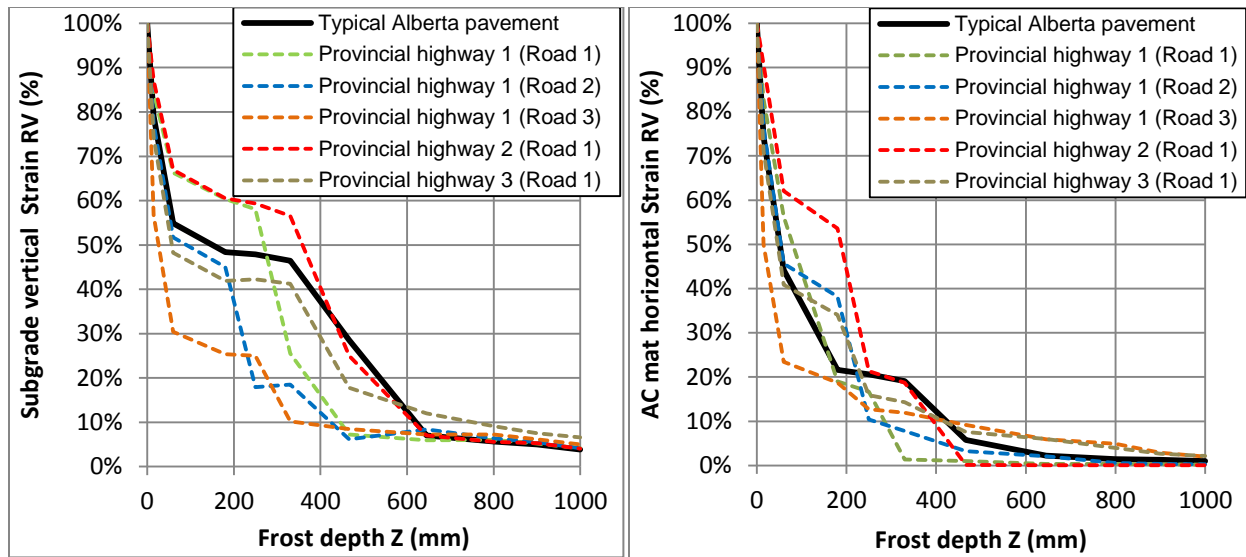 Subgrade vertical Strain RV (%)
100%
90%
80%
70%
60%
50%
40%
30%
20%
10%
0%
Typical Alberta pavement
Provincial highway 1 (Road 1)
Provincial highway 1 (Road 2)
Provincial highway 1 (Road 3)
Provincial highway 2 (Road 1)
Provincial highway 3 (Road 1)
0 200 400 600 800 1000
Frost depth Z (mm)
AC mat horizontal Strain RV (%)
100%
90%
80%
70%
60%
50%
40%
30%
20%
10%
0%
Typical Alberta pavement
Provincial highway 1 (Road 1)
Provincial highway 1 (Road 2)
Provincial highway 1 (Road 3)
Provincial highway 2 (Road 1)
Provincial highway 3 (Road 1)
0 200 400 600 800 1000
Frost depth Z (mm)